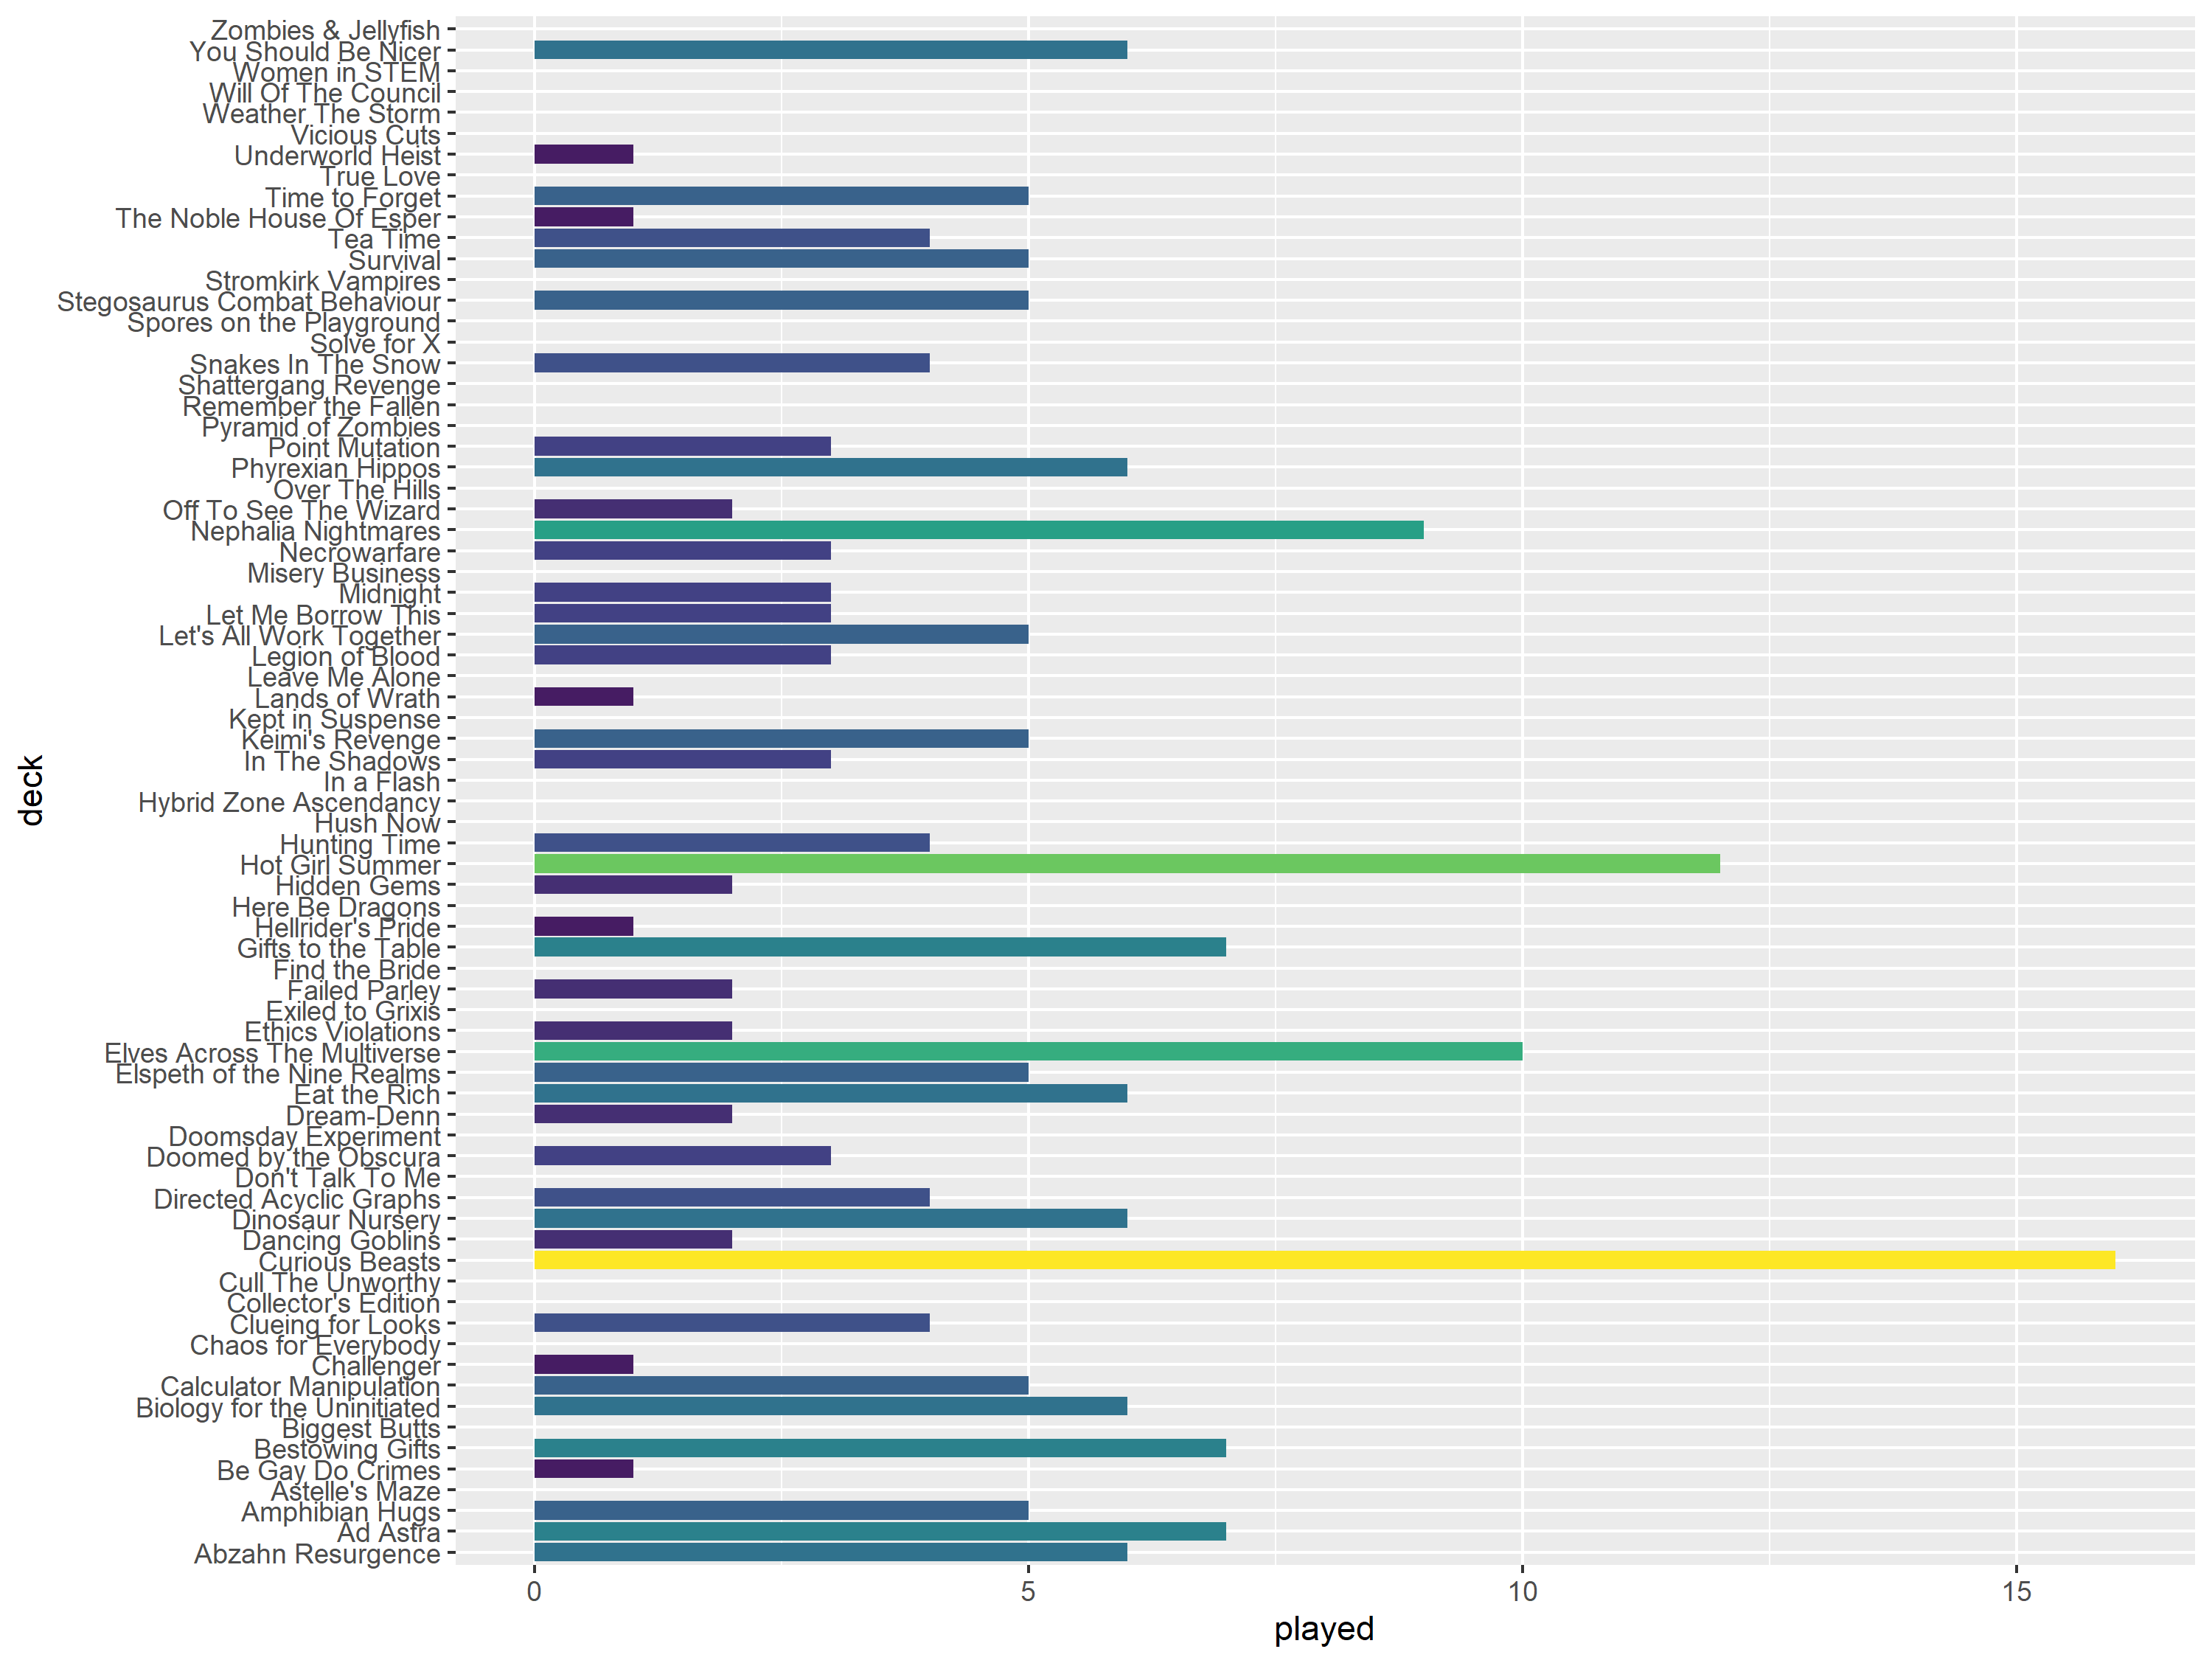 Zombies & Jellyfish
You Should Be Nicer
Women in STEM
Will Of The Council
Weather The Storm
Vicious Cuts
Underworld Heist
True Love
Time to Forget
The Noble House Of Esper
Tea Time
Survival
Stromkirk Vampires
Stegosaurus Combat Behaviour
Spores on the Playground
Solve for X
Snakes In The Snow
Shattergang Revenge
Remember the Fallen
Pyramid of Zombies
Point Mutation
Phyrexian Hippos
Over The Hills
Off To See The Wizard
Nephalia Nightmares
Necrowarfare
Misery Business
Midnight
Let Me Borrow This
Let's All Work Together
Legion of Blood
Leave Me Alone
Lands of Wrath
Kept in Suspense
Keimi's Revenge
In The Shadows
In a Flash
Hybrid Zone Ascendancy
Hush Now
Hunting Time
Hot Girl Summer
Hidden Gems
Here Be Dragons
Hellrider's Pride
Gifts to the Table
Find the Bride
Failed Parley
Exiled to Grixis
Ethics Violations
Elves Across The Multiverse
Elspeth of the Nine Realms
Eat the Rich
Dream-Denn
Doomsday Experiment
Doomed by the Obscura
Don't Talk To Me
Directed Acyclic Graphs
Dinosaur Nursery
Dancing Goblins
Curious Beasts
Cull The Unworthy
Collector's Edition
Clueing for Looks
Chaos for Everybody
Challenger
Calculator Manipulation
Biology for the Uninitiated
Biggest Butts
Bestowing Gifts
Be Gay Do Crimes
Astelle's Maze
Amphibian Hugs
Ad Astra
Abzahn Resurgence
deck
0 5 10 15
played